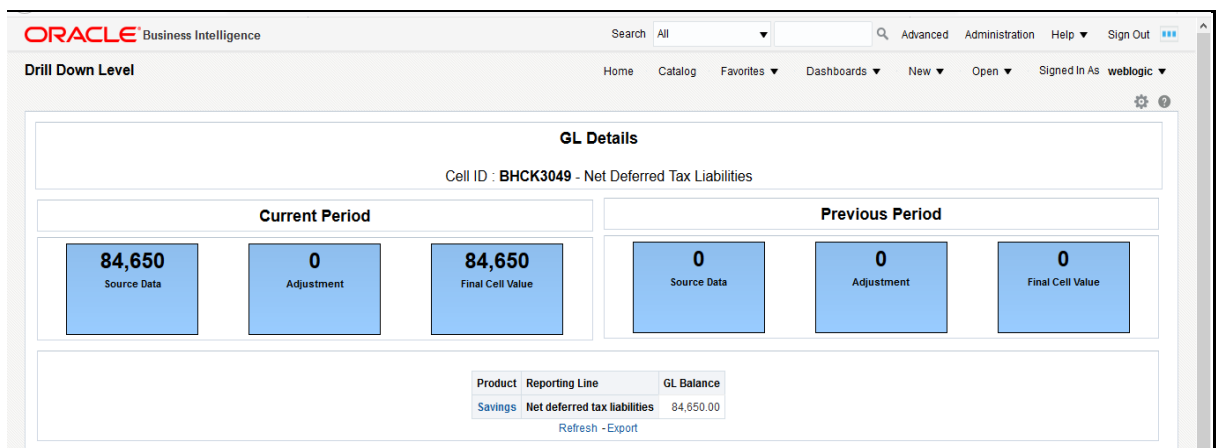 ORACLE Business Intelligence Search All Advanced Administration Help Sign Out
Drill Down Level Home Catalog Favorites Dashboards New Open Signed In As weblogic
GL Details
Cell ID : BHCK3049 - Net Deferred Tax Liabilities
Current Period
84,650 0 84,650
Source Data Adjustment Final Cell Value
Previous Period
0 0 0
Source Data Adjustment Final Cell Value
Product Reporting Line GL Balance
Savings Net deferred tax liabilities 84,650.00
Refresh - Export